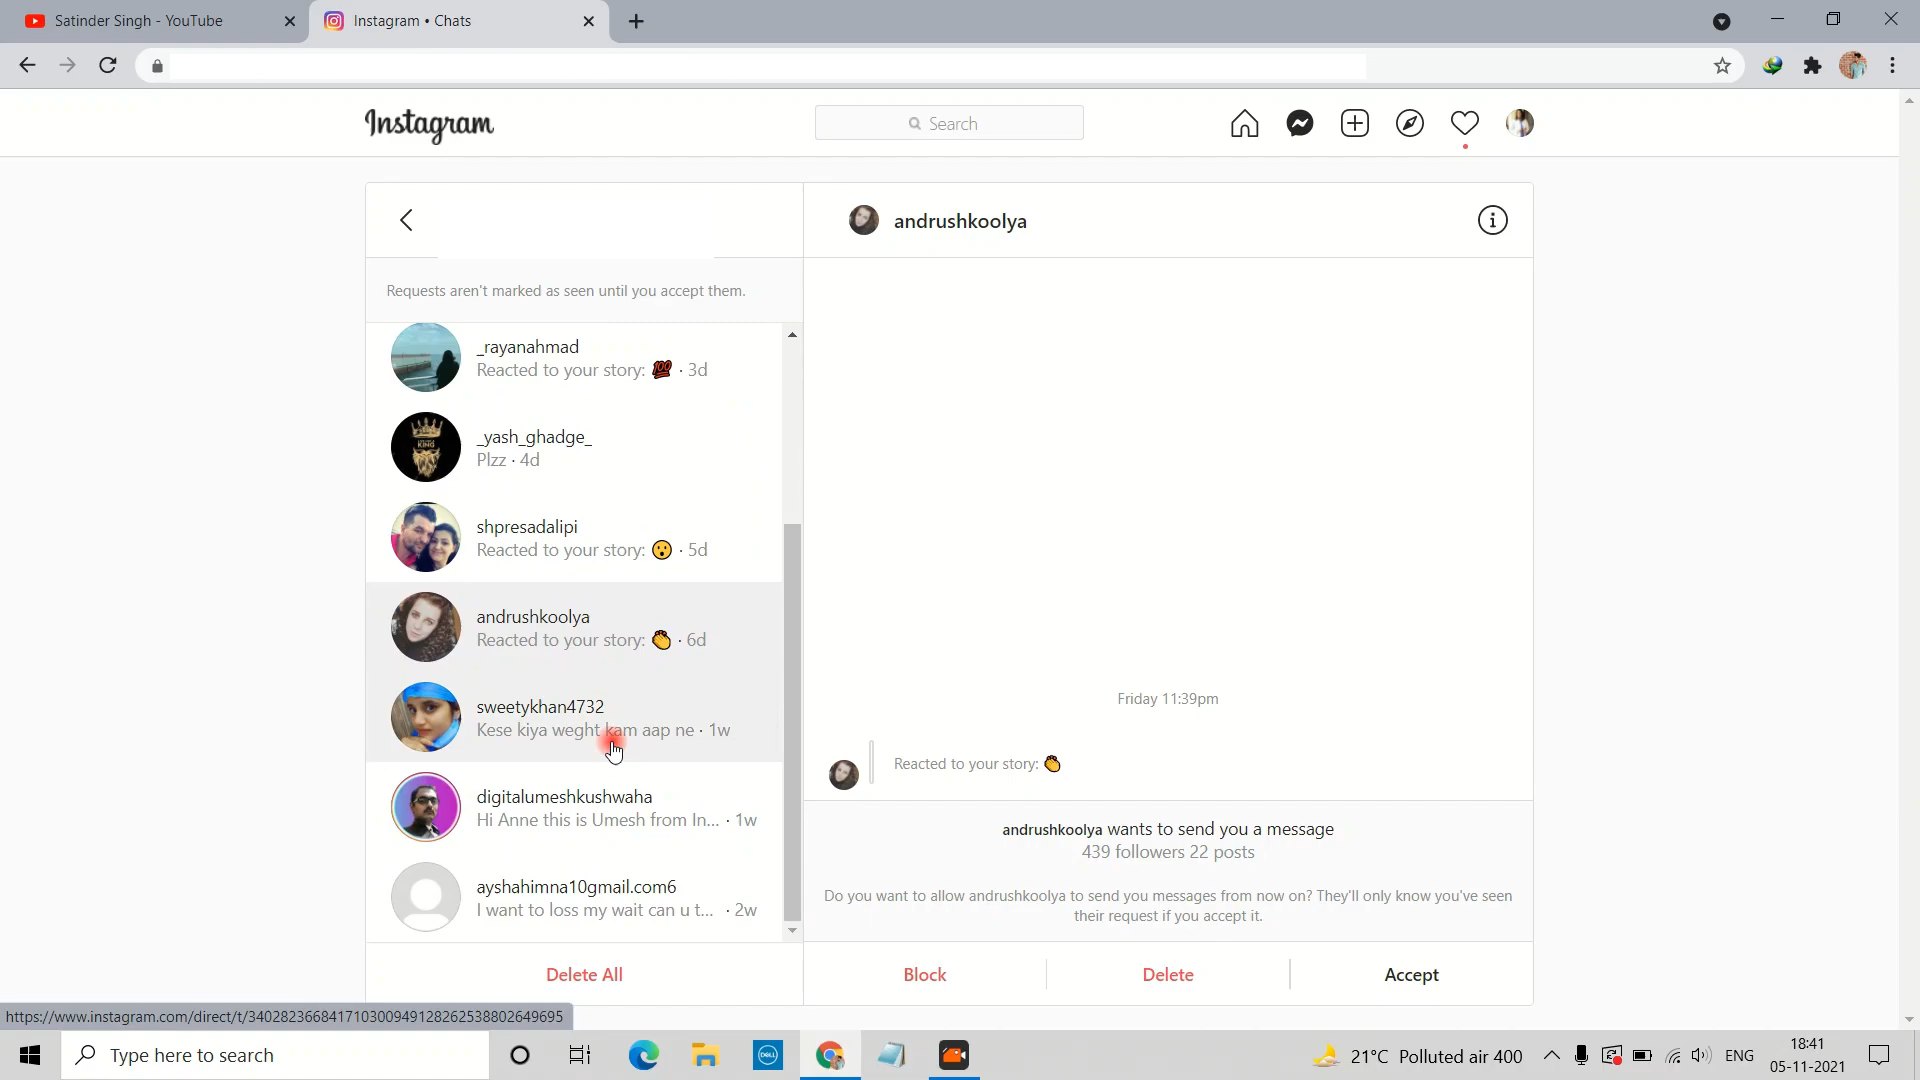 Satinder Singh - YouTube
Instagram • Chats
Instagram
Search
andrushkoolya
Requests aren't marked as seen until you accept them.
_rayanahmad
Reacted to your story: 💯 · 3d
_yash_ghadge_
Plzz · 4d
shpresadalipi
Reacted to your story: 😮 · 5d
andrushkoolya
Reacted to your story: 👏 · 6d
sweetykhan4732
Kese kiya weght kam aap ne · 1w
digitalumeshkushwaha
Hi Anne this is Umesh from In... · 1w
ayshahimna10gmail.com6
I want to loss my wait can u t... · 2w
Delete All
Friday 11:39pm
Reacted to your story: 👏
andrushkoolya wants to send you a message
439 followers 22 posts
Do you want to allow andrushkoolya to send you messages from now on? They'll only know you've seen
their request if you accept it.
Block
Delete
Accept
https://www.instagram.com/direct/t/340282366841710300949128262538802649695
Type here to search
DELL
21°C Polluted air 400
ENG
18:41
05-11-2021